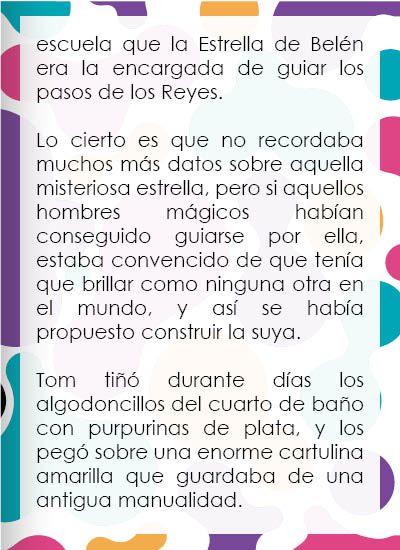 escuela que la Estrella de Belén
era la encargada de guiar los
pasos de los Reyes.
Lo cierto es que no recordaba
muchos más datos sobre aquella
misteriosa estrella, pero si aquellos
hombres mágicos habían
conseguido guiarse por ella,
estaba convencido de que tenía
que brillar como ninguna otra en
el mundo, y así se había
propuesto construir la suya.
Tom tiñó durante días los
algodoncillos del cuarto de baño
con purpurinas de plata, y los
pegó sobre una enorme cartulina
amarilla que guardaba de una
antigua manualidad.